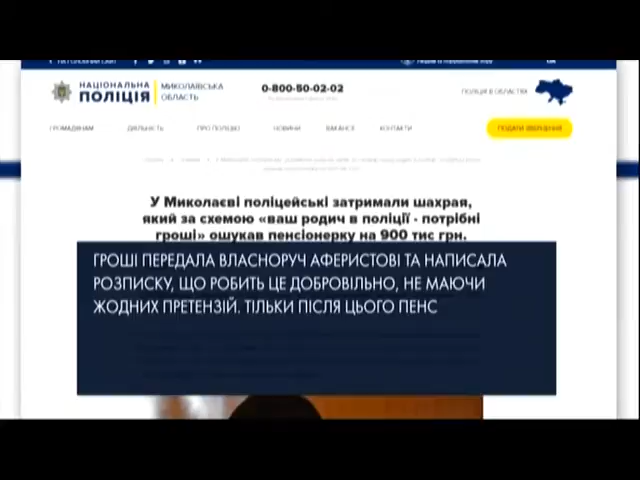 НАЦІОНАЛЬНА
ПОЛІЦІЯ
МИКОЛАЇВСЬКА
ОБЛАСТЬ
0-800-50-02-02
ПОЛІЦІЯ В ОБЛАСТЯХ
ГРОМАДЯНАМ ДІЯЛЬНІСТЬ ПРО ПОЛІЦІЮ НОВИНИ ВАКАНСІЇ КОНТАКТИ ПОДАТИ ЗВЕРНЕННЯ
У Миколаєві поліцейські затримали шахрая,
який за схемою «ваш родич в поліції - потрібні
гроші» ошукав пенсіонерку на 900 тис грн.
ГРОШІ ПЕРЕДАЛА ВЛАСНОРУЧ АФЕРИСТОВІ ТА НАПИСАЛА
РОЗПИСКУ, ЩО РОБИТЬ ЦЕ ДОБРОВІЛЬНО, НЕ МАЮЧИ
ЖОДНИХ ПРЕТЕНЗІЙ. ТІЛЬКИ ПІСЛЯ ЦЬОГО ПЕНС